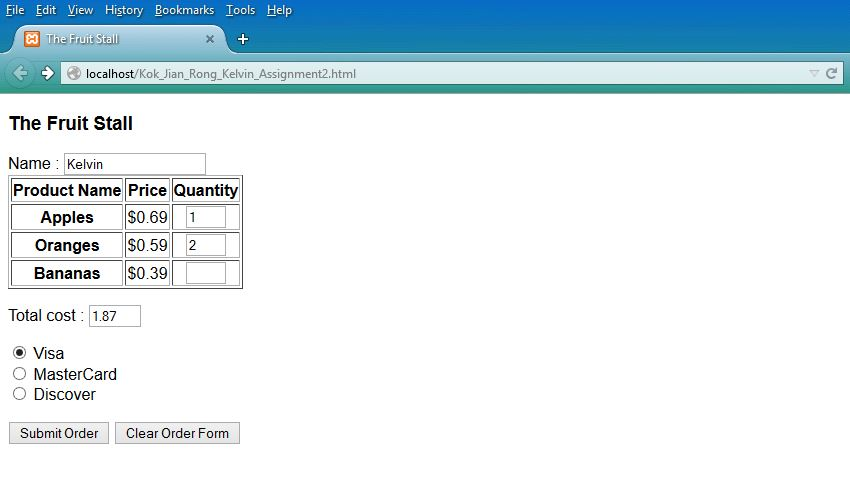 File Edit View History Bookmarks Tools Help
The Fruit Stall × +
localhost/Kok_Jian_Rong_Kelvin_Assignment2.html
The Fruit Stall
Name : Kelvin
Product Name Price Quantity
Apples $0.69 1
Oranges $0.59 2
Bananas $0.39
Total cost : 1.87
Visa
MasterCard
Discover
Submit Order Clear Order Form